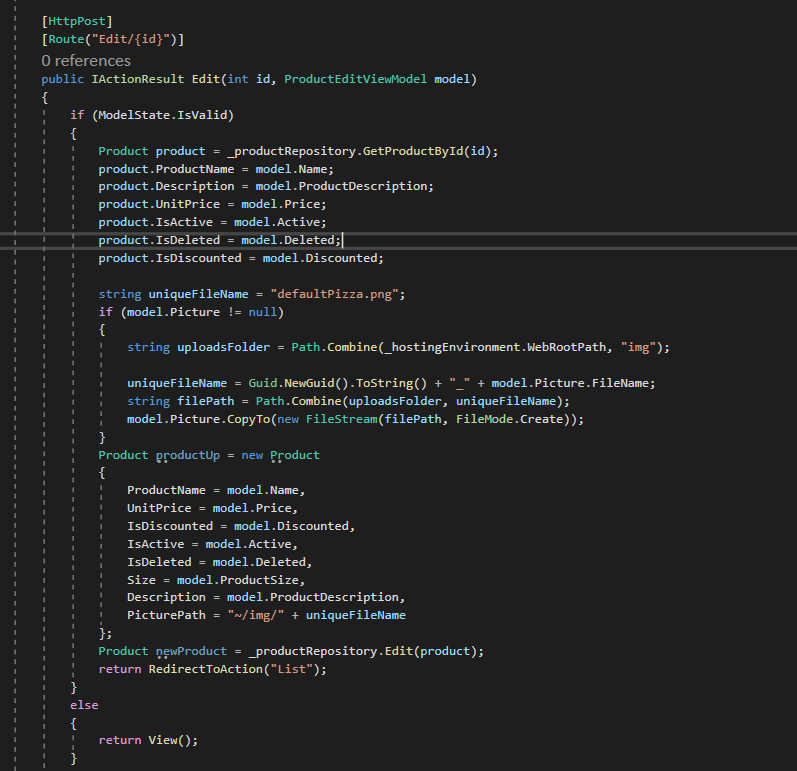 [HttpPost]
[Route("Edit/{id}")]
0 references
public IActionResult Edit(int id, ProductEditViewModel model)
{
if (ModelState.IsValid)
{
Product product = _productRepository.GetProductById(id);
product.ProductName = model.Name;
product.Description = model.ProductDescription;
product.UnitPrice = model.Price;
product.IsActive = model.Active;
product.IsDeleted = model.Deleted;
product.IsDiscounted = model.Discounted;
string uniqueFileName = "defaultPizza.png";
if (model.Picture != null)
{
string uploadsFolder = Path.Combine(_hostingEnvironment.WebRootPath, "img");
uniqueFileName = Guid.NewGuid().ToString() + "_" + model.Picture.FileName;
string filePath = Path.Combine(uploadsFolder, uniqueFileName);
model.Picture.CopyTo(new FileStream(filePath, FileMode.Create));
}
Product productUp = new Product
{
ProductName = model.Name,
UnitPrice = model.Price,
IsDiscounted = model.Discounted,
IsActive = model.Active,
IsDeleted = model.Deleted,
Size = model.ProductSize,
Description = model.ProductDescription,
PicturePath = "~/img/" + uniqueFileName
};
Product newProduct = _productRepository.Edit(product);
return RedirectToAction("List");
}
else
{
return View();
}